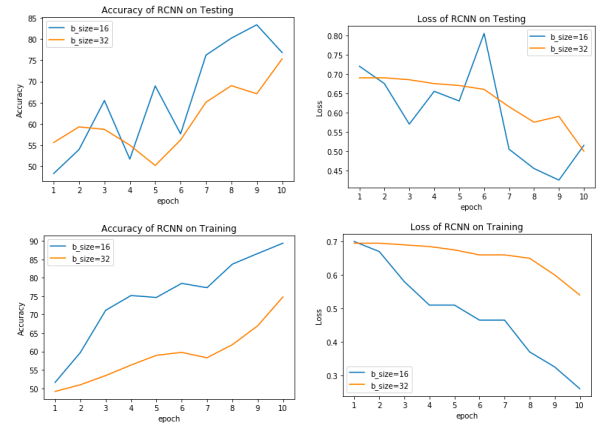 Accuracy of RCNN on Testing
b_size=16
b_size=32
Accuracy
85
80
75
70
65
60
55
50
1 2 3 4 5 6 7 8 9 10
epoch
Loss of RCNN on Testing
b_size=16
b_size=32
Loss
0.80
0.75
0.70
0.65
0.60
0.55
0.50
0.45
1 2 3 4 5 6 7 8 9 10
epoch
Accuracy of RCNN on Training
b_size=16
b_size=32
Accuracy
90
85
80
75
70
65
60
55
50
1 2 3 4 5 6 7 8 9 10
epoch
Loss of RCNN on Training
Loss
0.7
0.6
0.5
0.4
0.3
b_size=16
b_size=32
1 2 3 4 5 6 7 8 9 10
epoch